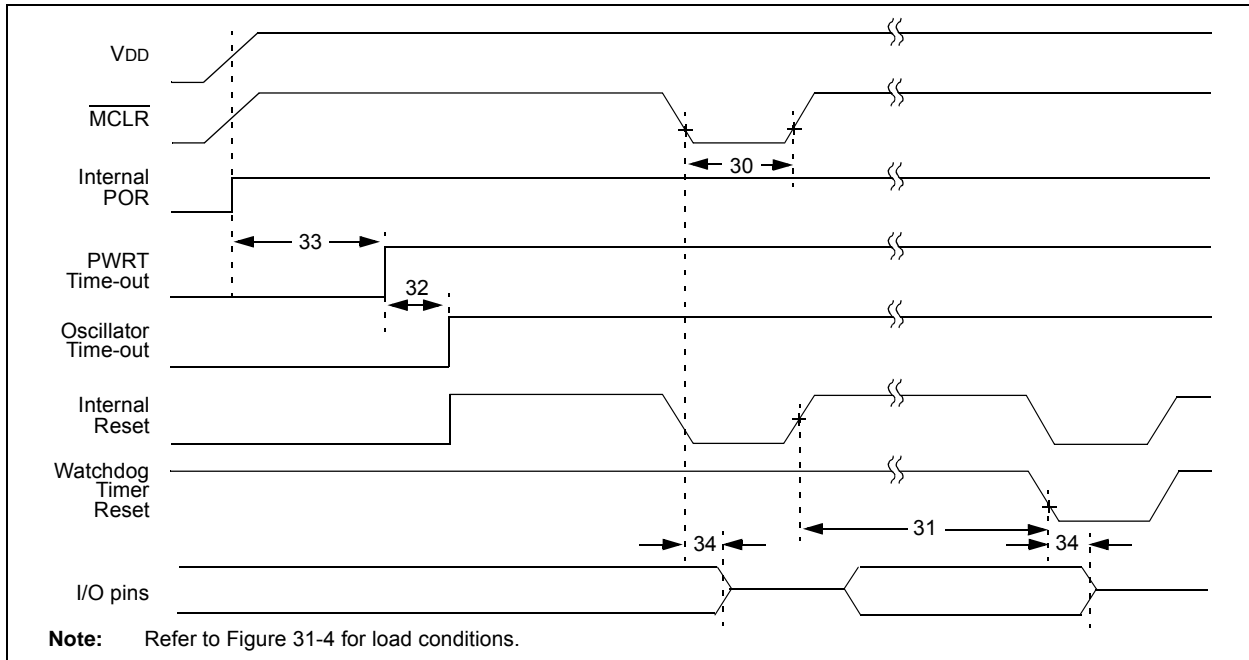 VDD
MCLR
30
Internal
POR
33
PWRT
Time-out
32
Oscillator
Time-out
Internal
Reset
Watchdog
Timer
Reset
31
34
34
I/O pins
Note: Refer to Figure 31-4 for load conditions.